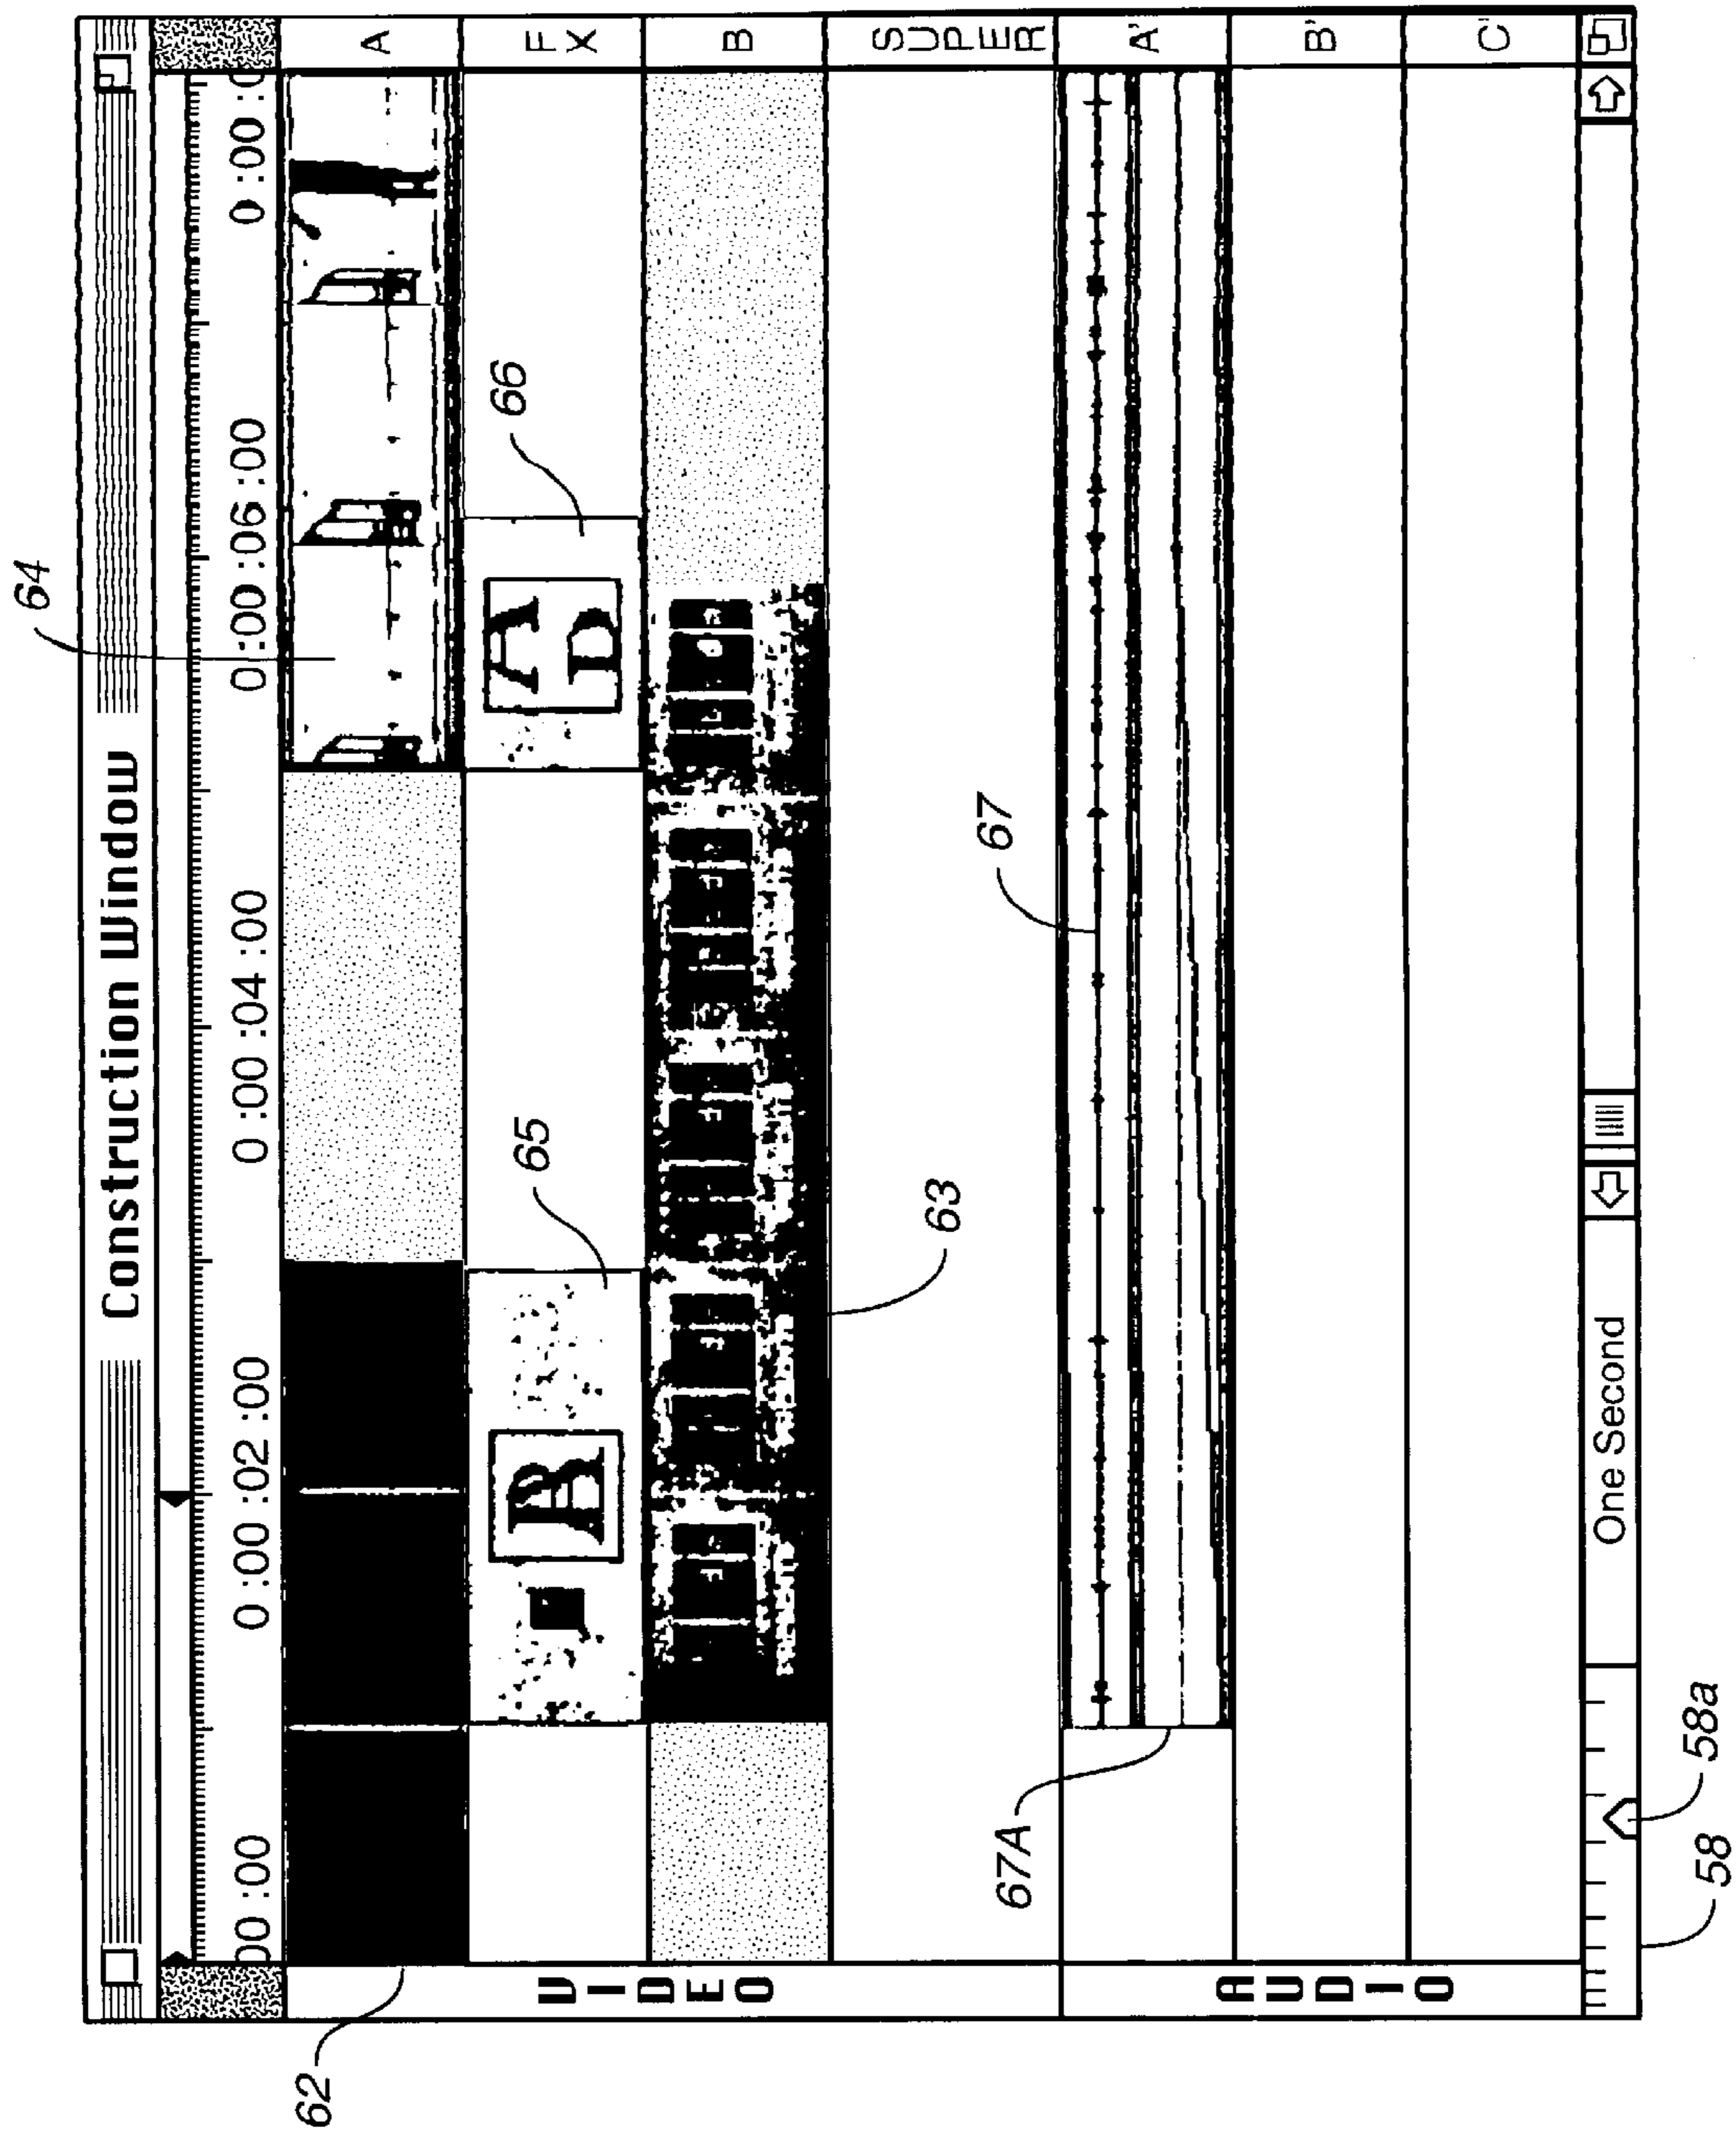 64
Construction Window
00 :00
0 :00 :02 :00
0 :00 :04 :00
0 :00 :06 :00
0 :00 :0
62
A
66
65
FX
VIDEO
B
63
SUPER
67
67A
A'
AUDIO
B'
C'
One Second
58
58a